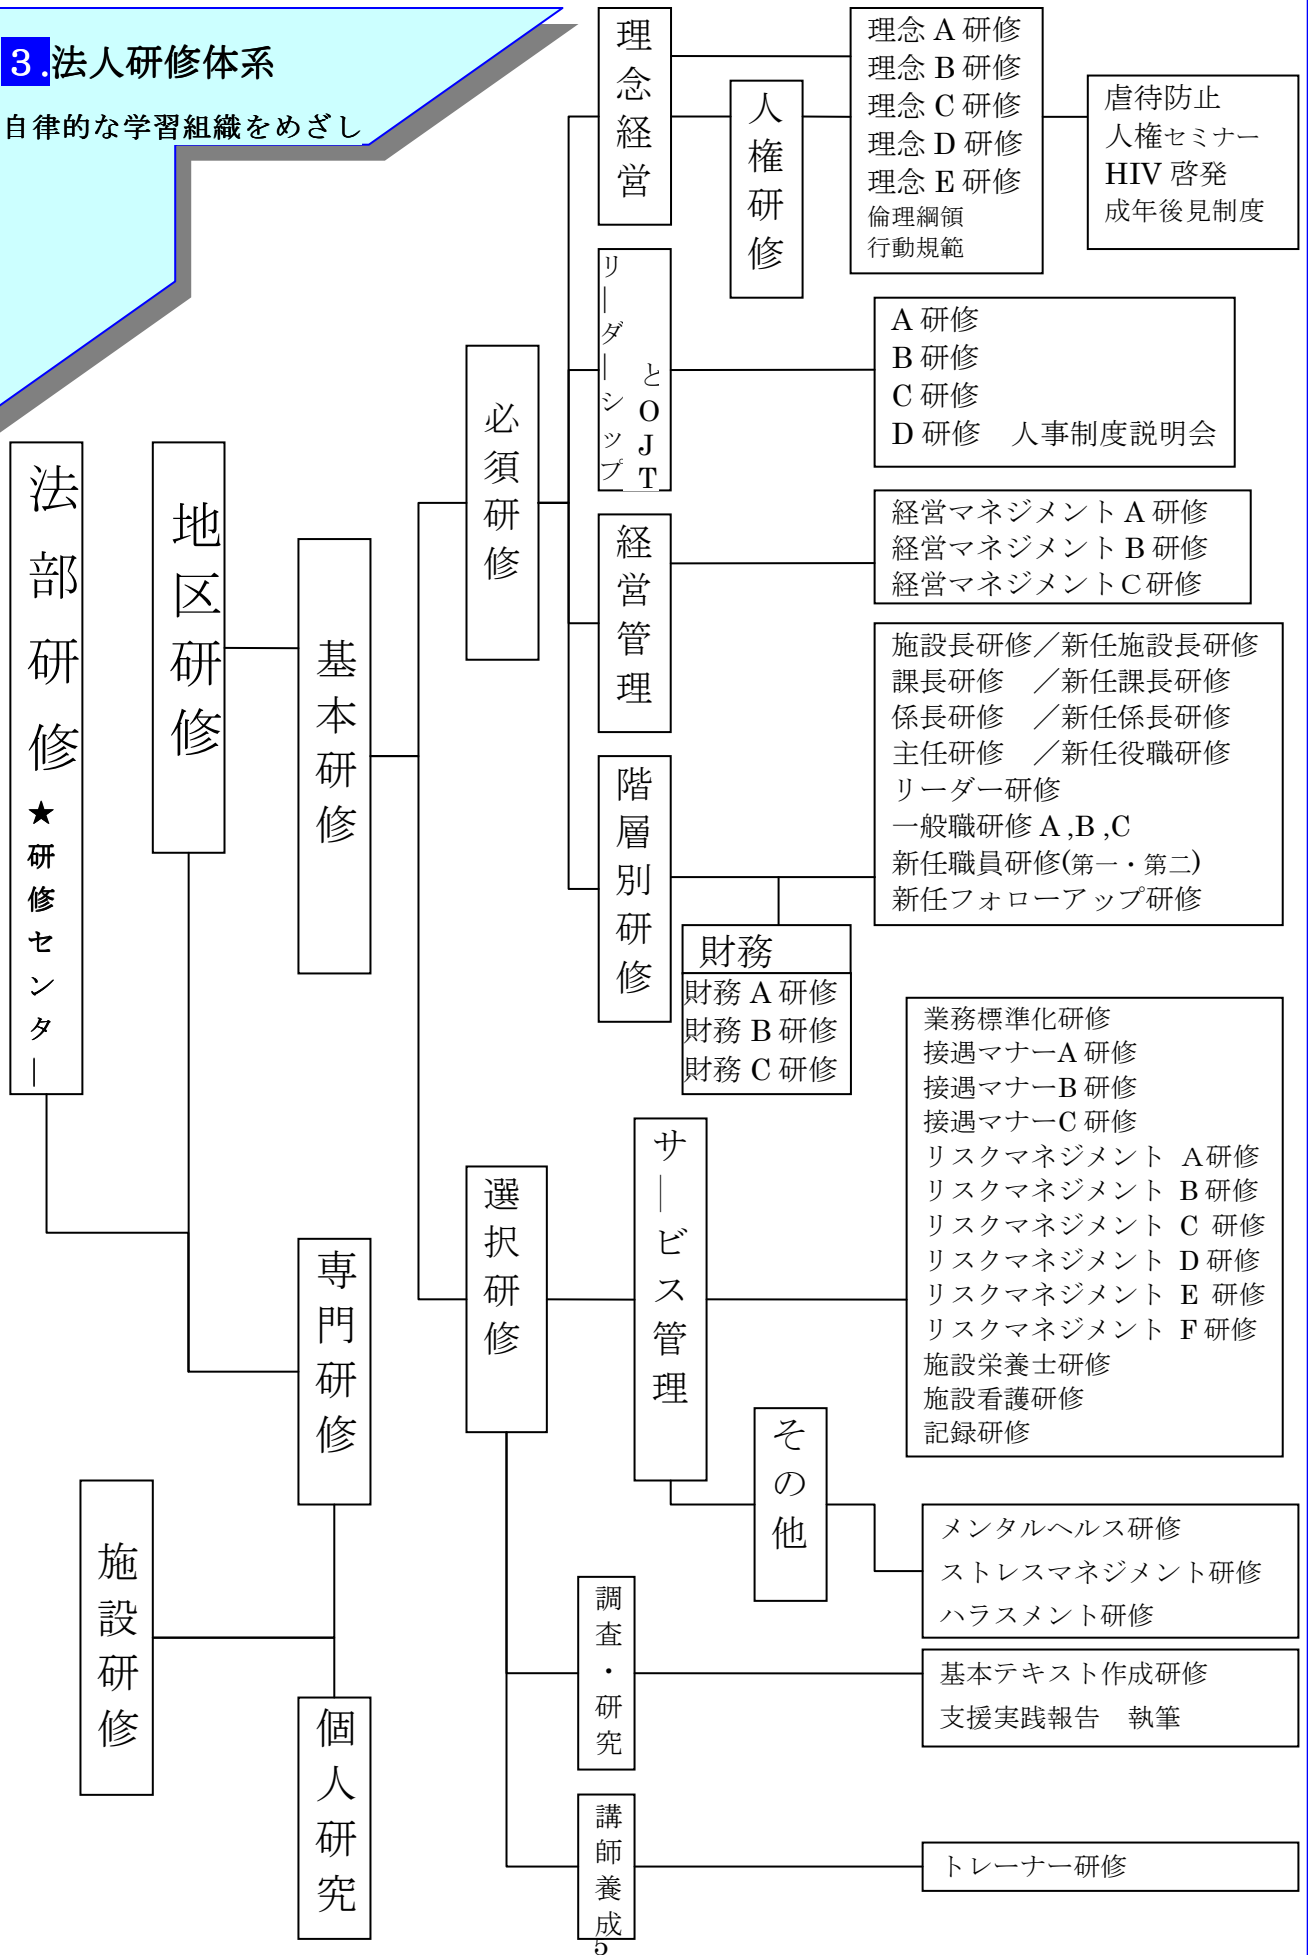 3.法人研修体系
自律的な学習組織をめざし
法部研修★研修センター
地区研修
基本研修
専門研修
施設研修
個人研究
必須研修
選択研修
理念経営
人権研修
理念 A 研修
理念 B 研修
理念 C 研修
理念 D 研修
理念 E 研修
倫理綱領
行動規範
虐待防止
人権セミナー
HIV 啓発
成年後見制度
リーダーシップ
とOJT
A 研修
B 研修
C 研修
D 研修　人事制度説明会
経営管理
経営マネジメント A 研修
経営マネジメント B 研修
経営マネジメントC研修
階層別研修
施設長研修／新任施設長研修
課長研修　／新任課長研修
係長研修　／新任係長研修
主任研修　／新任役職研修
リーダー研修
一般職研修 A ,B ,C
新任職員研修(第一・第二)
新任フォローアップ研修
財務
財務 A 研修
財務 B 研修
財務 C 研修
サービス管理
業務標準化研修
接遇マナーA 研修
接遇マナーB 研修
接遇マナーC 研修
リスクマネジメント A研修
リスクマネジメント B 研修
リスクマネジメント C 研修
リスクマネジメント D 研修
リスクマネジメント E 研修
リスクマネジメント F 研修
施設栄養士研修
施設看護研修
記録研修
その他
メンタルヘルス研修
ストレスマネジメント研修
ハラスメント研修
調査・研究
基本テキスト作成研修
支援実践報告　執筆
講師養成
トレーナー研修
5